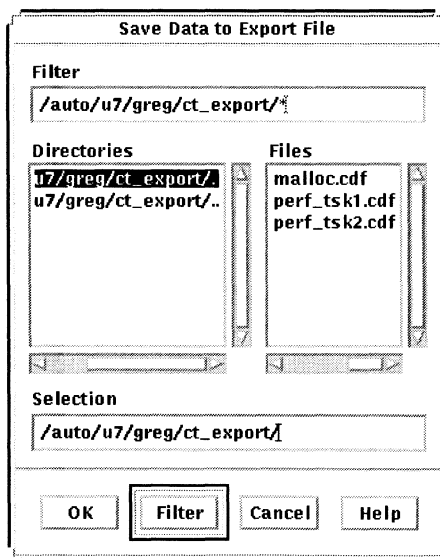 Save Data to Export File
Filter
/auto/u7/greg/ct_export/*
Directories
u7/greg/ct_export/.
u7/greg/ct_export/..
Files
malloc.cdf
perf_tsk1.cdf
perf_tsk2.cdf
Selection
/auto/u7/greg/ct_export/
OK Filter Cancel Help